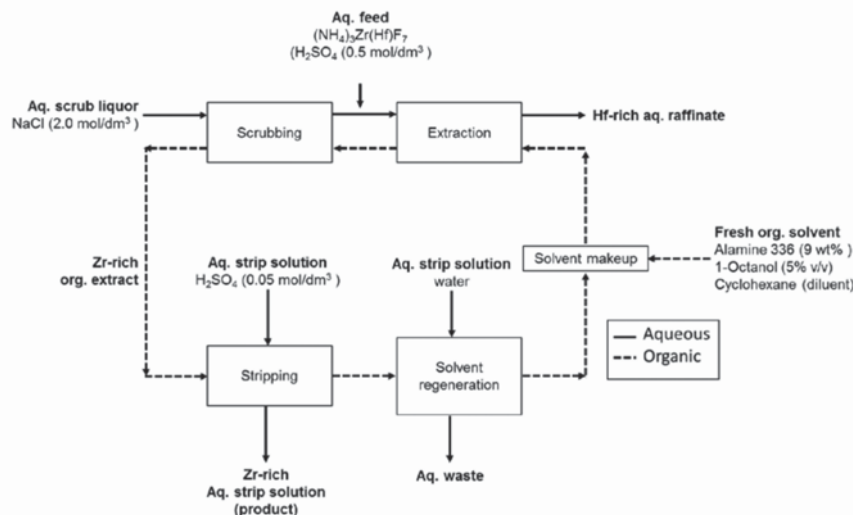 Aq. feed
(NH₄)₃Zr(Hf)F₇
(H₂SO₄ (0.5 mol/dm³)
Aq. scrub liquor
NaCl (2.0 mol/dm³ )
Scrubbing
Extraction
Hf-rich aq. raffinate
Zr-rich
org. extract
Aq. strip solution
H₂SO₄ (0.05 mol/dm³ )
Aq. strip solution
water
Solvent makeup
Fresh org. solvent
Alamine 336 (9 wt% )
1-Octanol (5% v/v)
Cyclohexane (diluent)
Aqueous
Organic
Stripping
Solvent
regeneration
Zr-rich
Aq. strip solution
(product)
Aq. waste